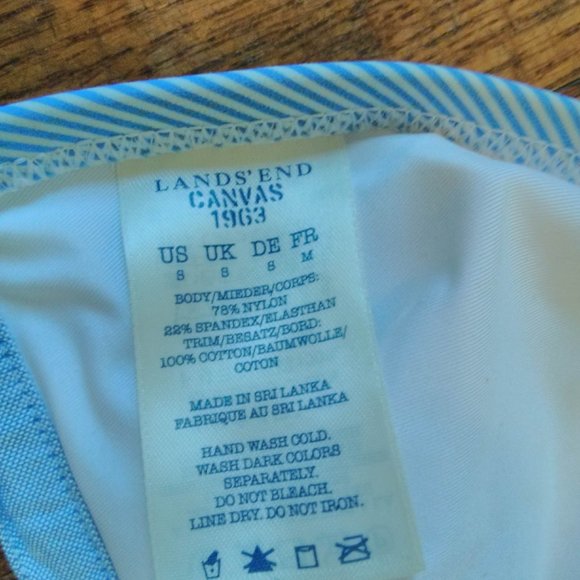 LANDS' END
CANVAS
1963
US UK DE FR
S S S M
BODY/MIEDER/CORPS:
78% NYLON
22% SPANDEX/ELASTHAN
TRIM/BESATZ/BORD:
100% COTTON/BAUMWOLLE/
COTON
MADE IN SRI LANKA
FABRIQUE AU SRI LANKA
HAND WASH COLD.
WASH DARK COLORS
SEPARATELY.
DO NOT BLEACH.
LINE DRY. DO NOT IRON.